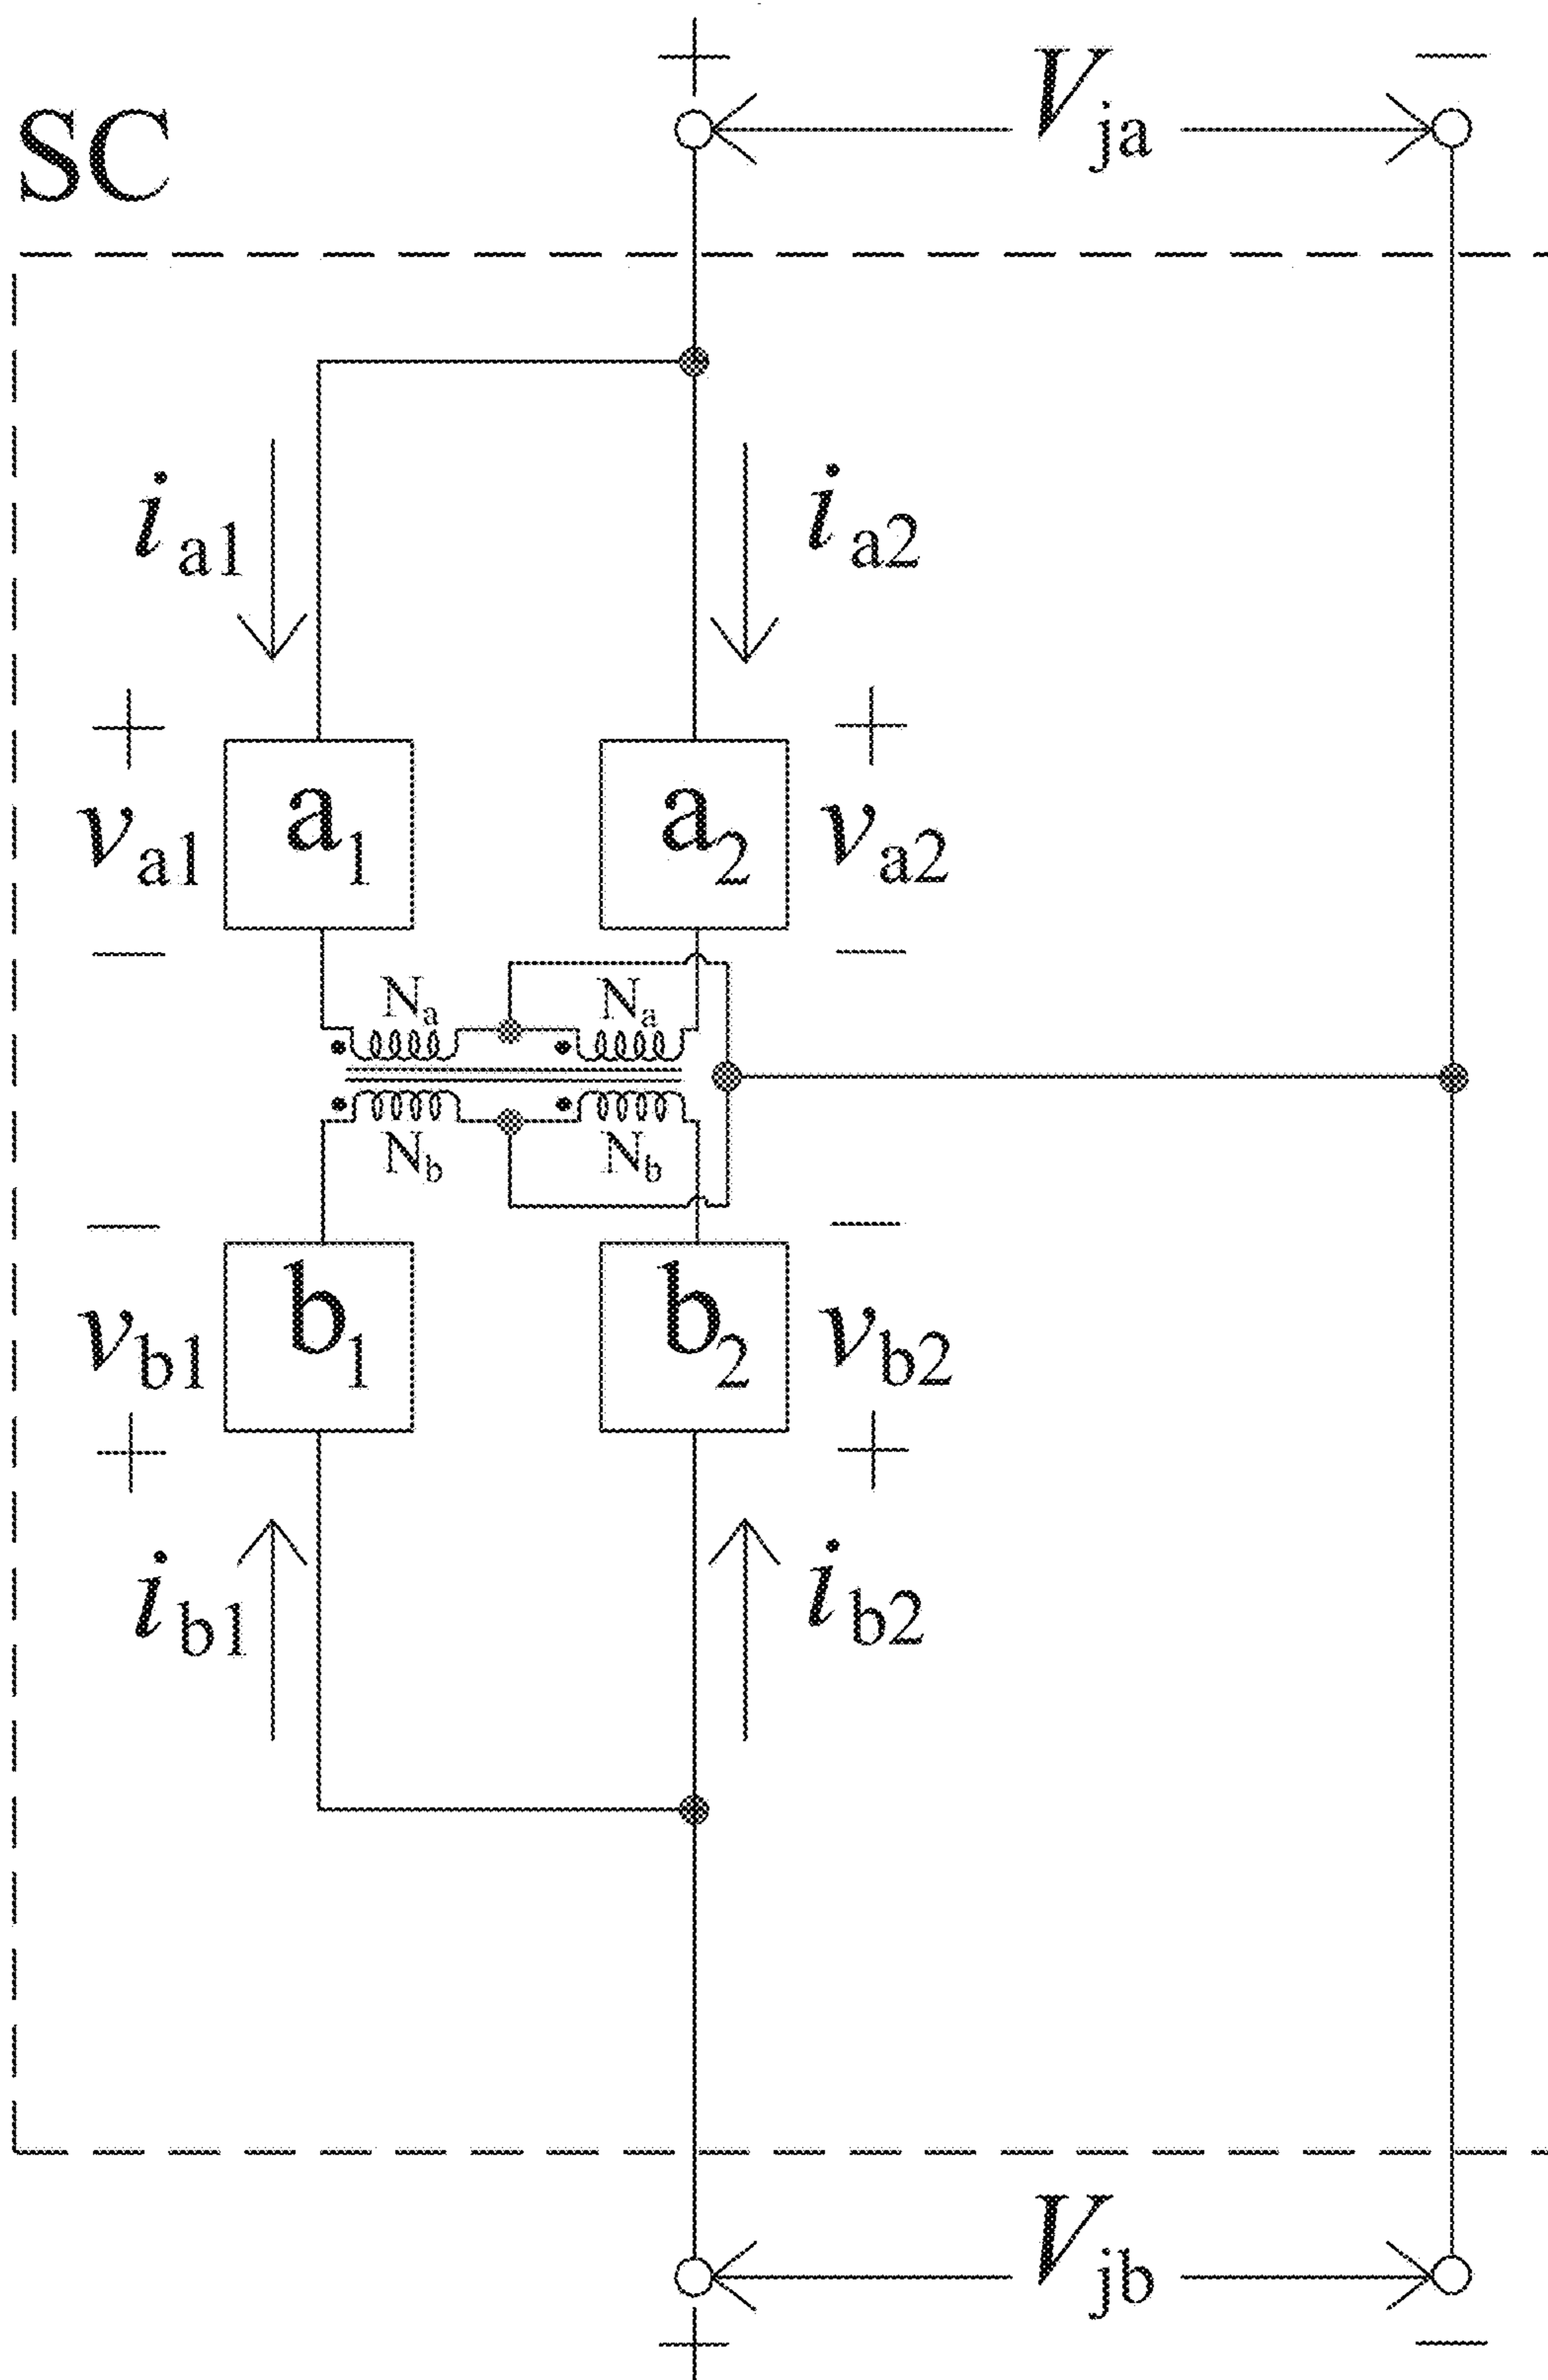 + V_ja −
SC
i_a1 i_a2
+ +
v_a1 a_1 a_2 v_a2
− −
N_a N_a
N_b N_b
− −
v_b1 b_1 b_2 v_b2
+ +
i_b1 i_b2
V_jb
+ −